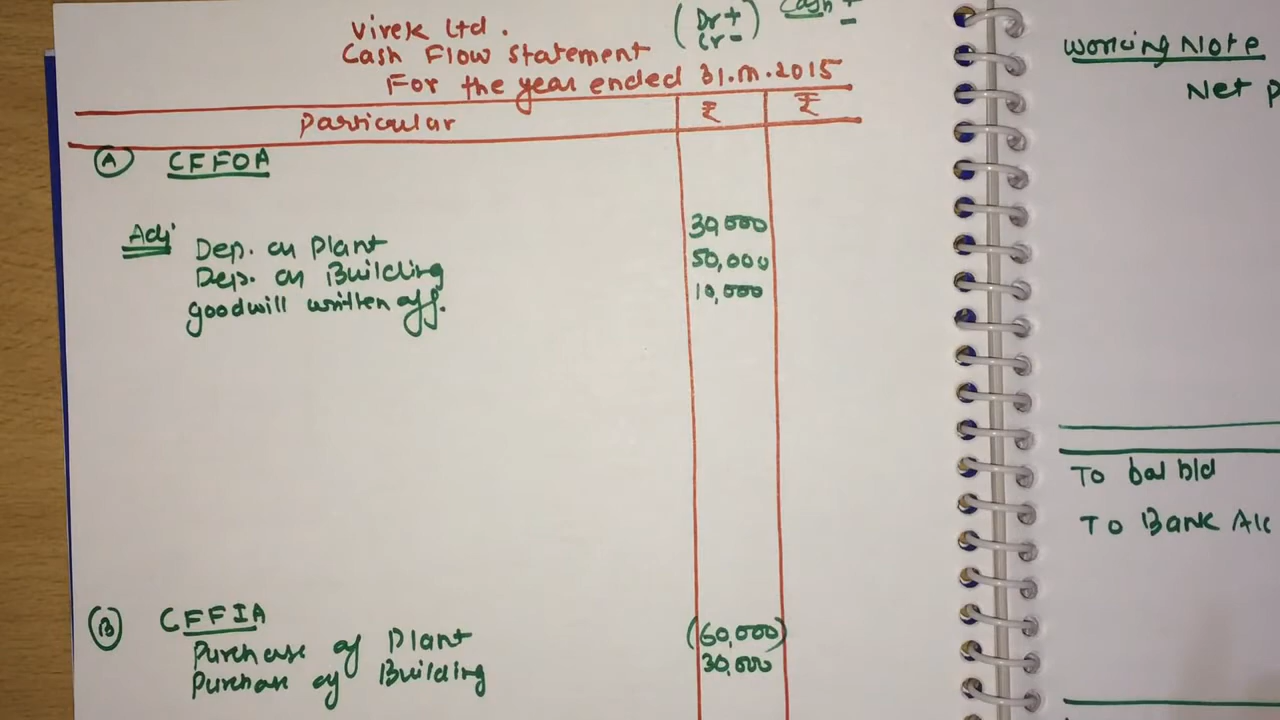 Vivek Ltd.
(Dr+ Cr-) Cash + -
Cash Flow Statement
For the year ended 31.m.2015
Particular ₹ ₹
A CFFOA
Adj Dep. on Plant 30,000
Dep. on Building 50,000
goodwill written off. 10,000
B CFFIA
Purchase of Plant (60,000)
Purchase of Building 30,000
Working Note
Net P
To bal b/d
To Bank A/c